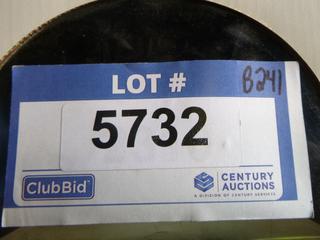 LOT #
B241
5732
ClubBid
CENTURY
AUCTIONS
A DIVISION OF CENTURY SERVICES